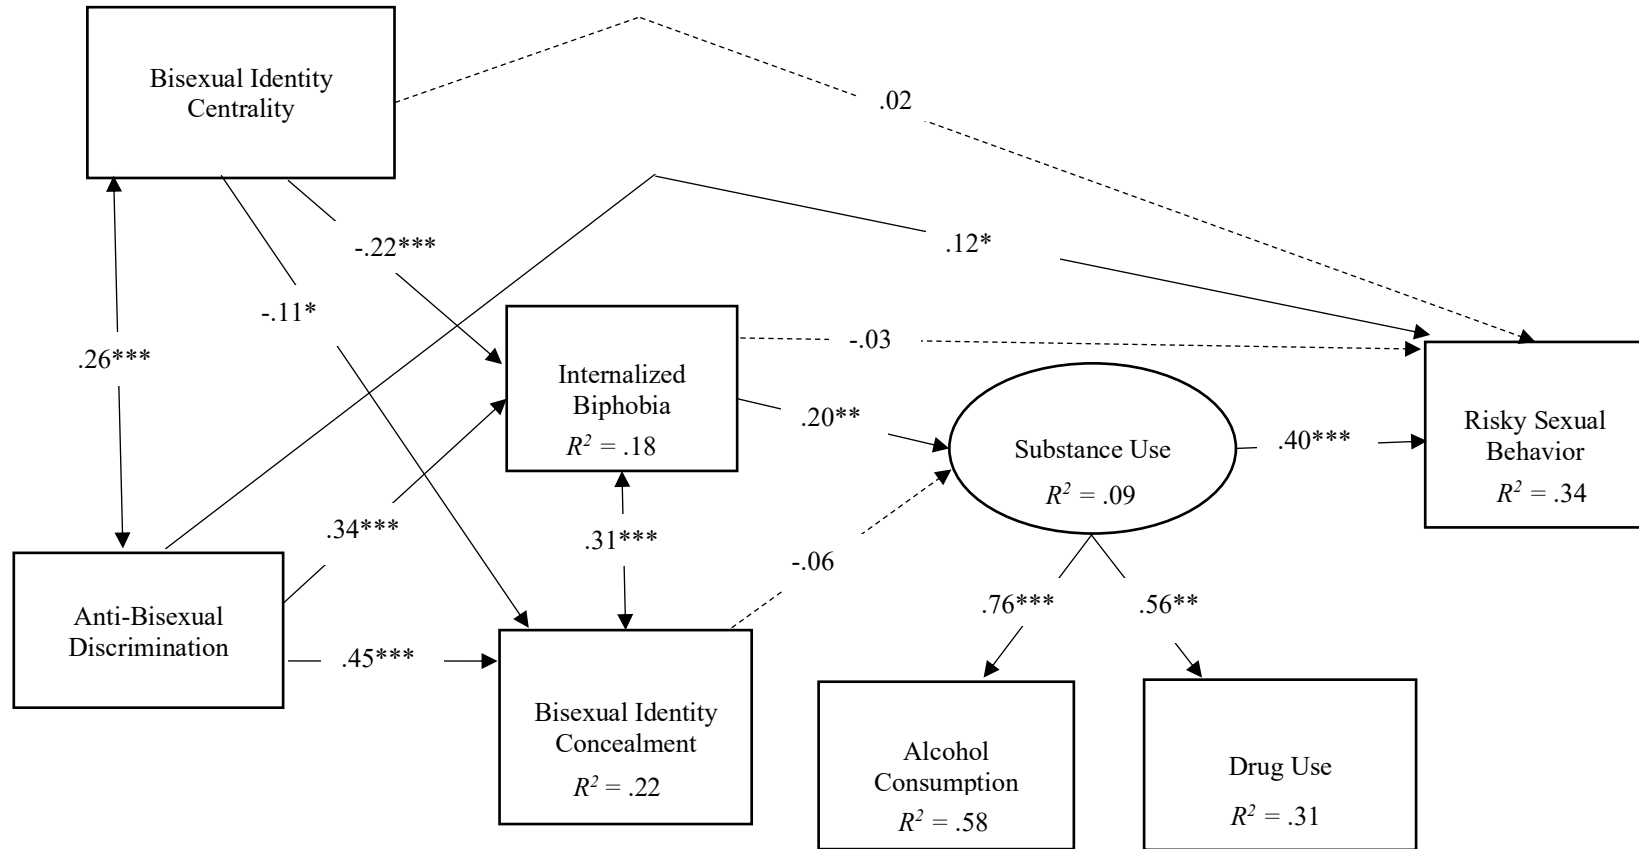 Bisexual Identity
Centrality
.02
.12*
-.22***
-.11*
.26***
-.03
Internalized
Biphobia
R² = .18
.20**
Substance Use
R² = .09
.40***
Risky Sexual
Behavior
R² = .34
.34***
.31***
-.06
Anti-Bisexual
Discrimination
.45***
.76***
.56**
Bisexual Identity
Concealment
R² = .22
Alcohol
Consumption
R² = .58
Drug Use
R² = .31